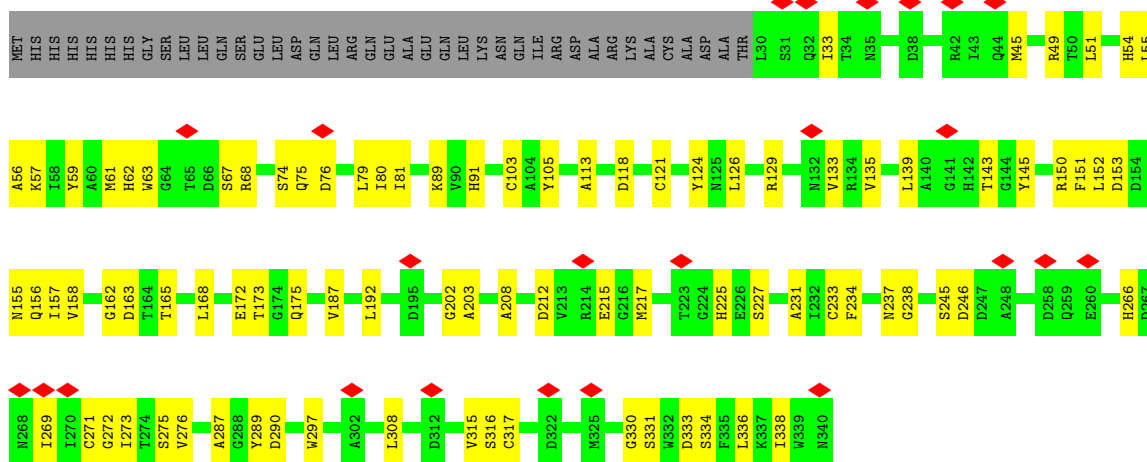 MET HIS HIS HIS HIS HIS HIS GLY SER LEU LEU GLN SER GLU LEU ASP GLN LEU ARG GLN GLU ALA GLU GLN LEU LYS ASN GLN ILE ARG ASP ALA ARG LYS ALA CYS ALA ASP ALA THR L30 S31 Q32 I33 T34 N35 D38 R42 I43 Q44 M45 R49 T50 L51 H54 L55
A56 K57 I58 Y59 A60 M61 H62 W63 G64 T65 D66 S67 R68 S74 Q75 D76 L79 I80 I81 K89 V90 H91 C103 A104 Y105 A113 D118 C121 Y124 N125 L126 R129 N132 V133 R134 V135 L139 A140 G141 H142 T143 G144 Y145 R150 F151 L152 D153 D154
N155 Q156 I157 V158 G162 D163 T164 T165 L168 E172 T173 G174 Q175 V187 L192 D195 G202 A203 A208 D212 V213 R214 E215 G216 M217 T223 G224 H225 E226 S227 A231 I232 C233 F234 N237 G238 S245 D246 D247 A248 D258 Q259 E260 H266 D267
N268 I269 I270 C271 G272 I273 T274 S275 V276 A287 G288 Y289 D290 W297 A302 L308 D312 V315 S316 C317 D322 M325 G330 S331 W332 D333 S334 F335 L336 K337 I338 W339 N340